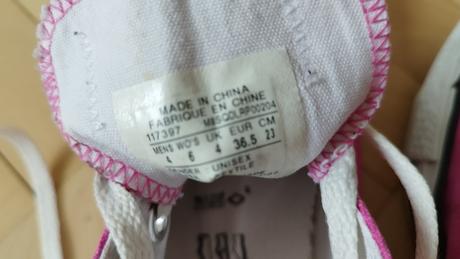 MADE IN CHINA
FABRIQUE EN CHINE
117397
MENS WO'S UK EUR CM
4 6 4 36.5 23
UNISEX